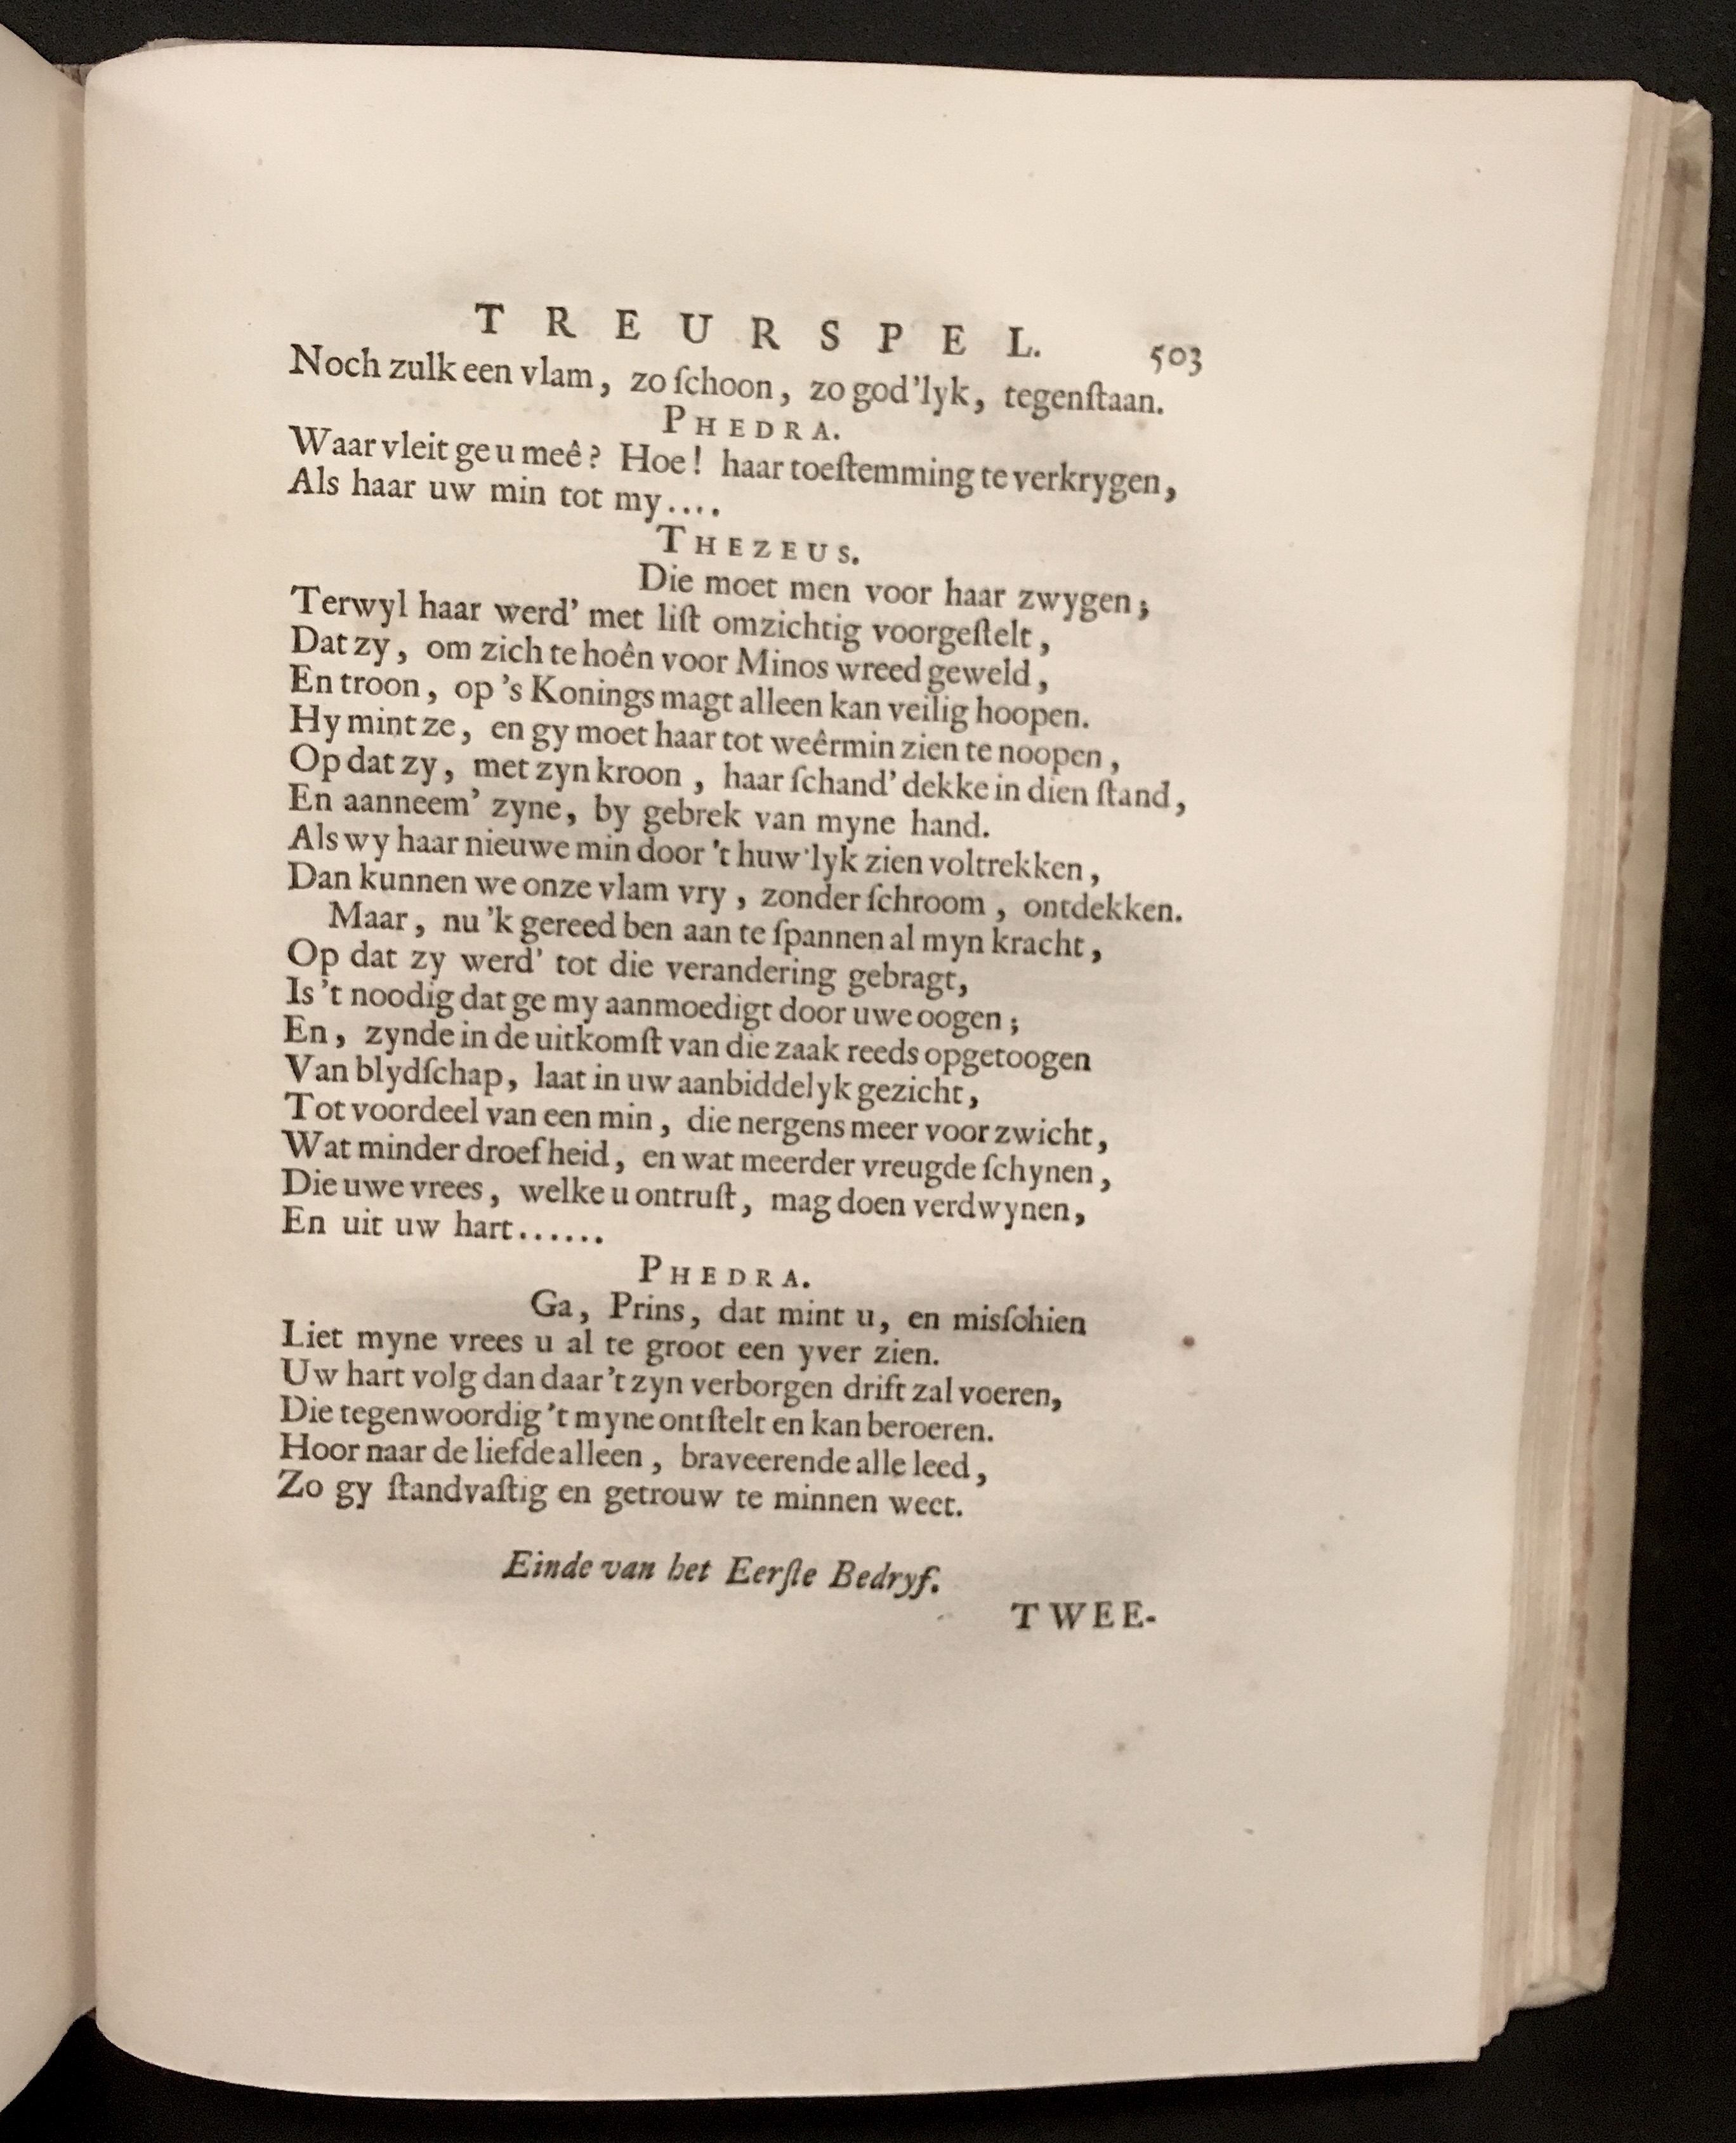 TREURSPEL. 503
Noch zulk een vlam, zo ſchoon, zo god'lyk, tegenſtaan.
PHEDRA.
Waar vleit ge u meê? Hoe! haar toeſtemming te verkrygen,
Als haar uw min tot my....
THEZEUS.
Die moet men voor haar zwygen;
Terwyl haar werd' met liſt omzichtig voorgeſtelt,
Dat zy, om zich te hoên voor Minos wreed geweld,
En troon, op 's Konings magt alleen kan veilig hoopen.
Hy mint ze, en gy moet haar tot weêrmin zien te noopen,
Op dat zy, met zyn kroon, haar ſchand' dekke in dien ſtand,
En aanneem' zyne, by gebrek van myne hand.
Als wy haar nieuwe min door 't huw'lyk zien voltrekken,
Dan kunnen we onze vlam vry, zonder ſchroom, ontdekken.
Maar, nu 'k gereed ben aan te ſpannen al myn kracht,
Op dat zy werd' tot die verandering gebragt,
Is 't noodig dat ge my aanmoedigt door uwe oogen;
En, zynde in de uitkomſt van die zaak reeds opgetoogen
Van blydſchap, laat in uw aanbiddelyk gezicht,
Tot voordeel van een min, die nergens meer voor zwicht,
Wat minder droefheid, en wat meerder vreugde ſchynen,
Die uwe vrees, welke u ontruſt, mag doen verdwynen,
En uit uw hart......
PHEDRA.
Ga, Prins, dat mint u, en misſchien
Liet myne vrees u al te groot een yver zien.
Uw hart volg dan daar 't zyn verborgen drift zal voeren,
Die tegenwoordig 't myne ontſtelt en kan beroeren.
Hoor naar de liefde alleen, braveerende alle leed,
Zo gy ſtandvaſtig en getrouw te minnen weet.
Einde van het Eerſte Bedryf.
TWEE-